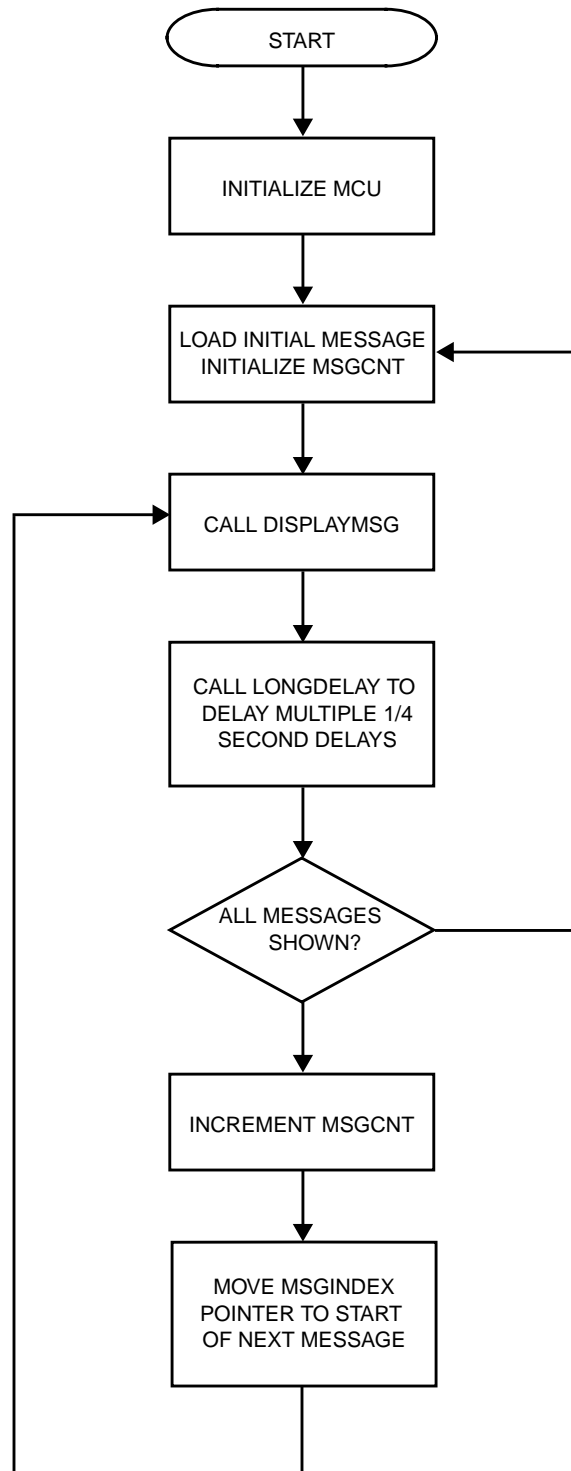 START
INITIALIZE MCU
LOAD INITIAL MESSAGE
INITIALIZE MSGCNT
CALL DISPLAYMSG
CALL LONGDELAY TO
DELAY MULTIPLE 1/4
SECOND DELAYS
ALL MESSAGES
SHOWN?
INCREMENT MSGCNT
MOVE MSGINDEX
POINTER TO START
OF NEXT MESSAGE